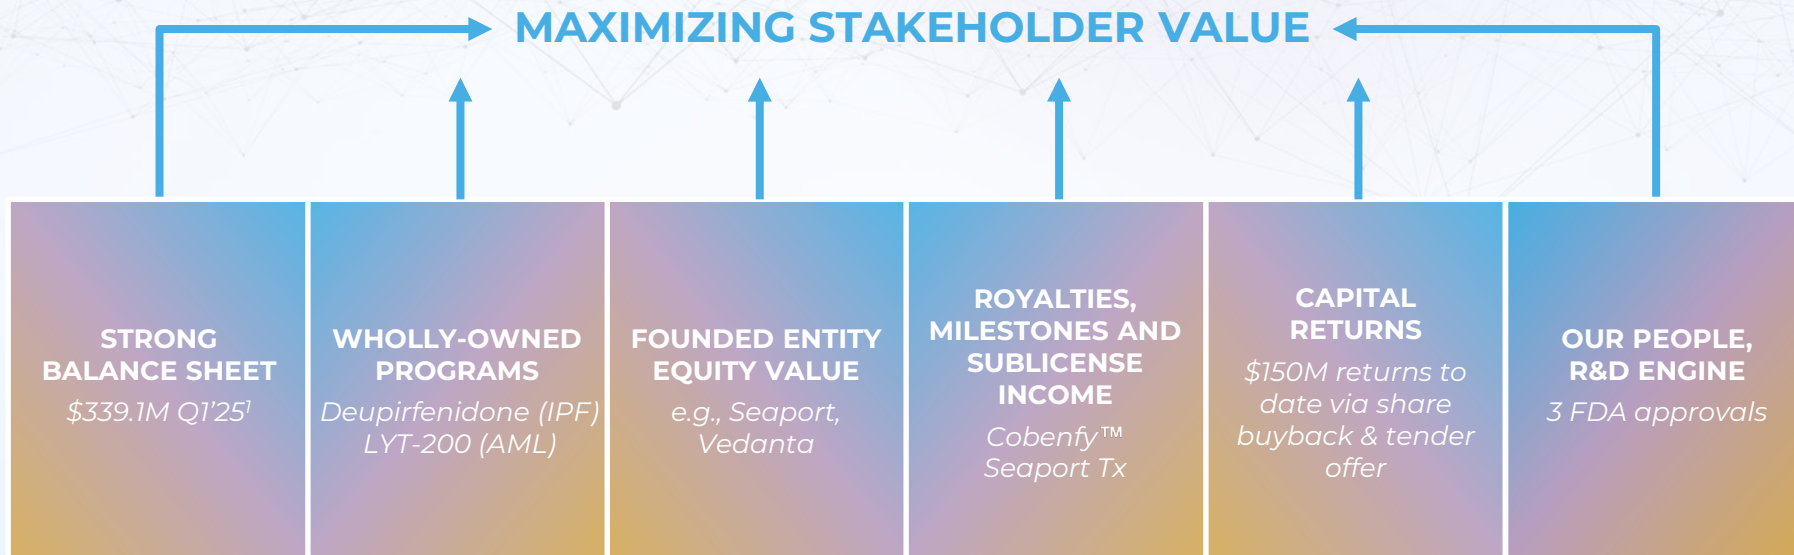 MAXIMIZING STAKEHOLDER VALUE
STRONG
BALANCE SHEET
$339.1M Q1’25¹
WHOLLY-OWNED
PROGRAMS
Deupirfenidone (IPF)
LYT-200 (AML)
FOUNDED ENTITY
EQUITY VALUE
e.g., Seaport,
Vedanta
ROYALTIES,
MILESTONES AND
SUBLICENSE
INCOME
Cobenfy™
Seaport Tx
CAPITAL
RETURNS
$150M returns to
date via share
buyback & tender
offer
OUR PEOPLE,
R&D ENGINE
3 FDA approvals